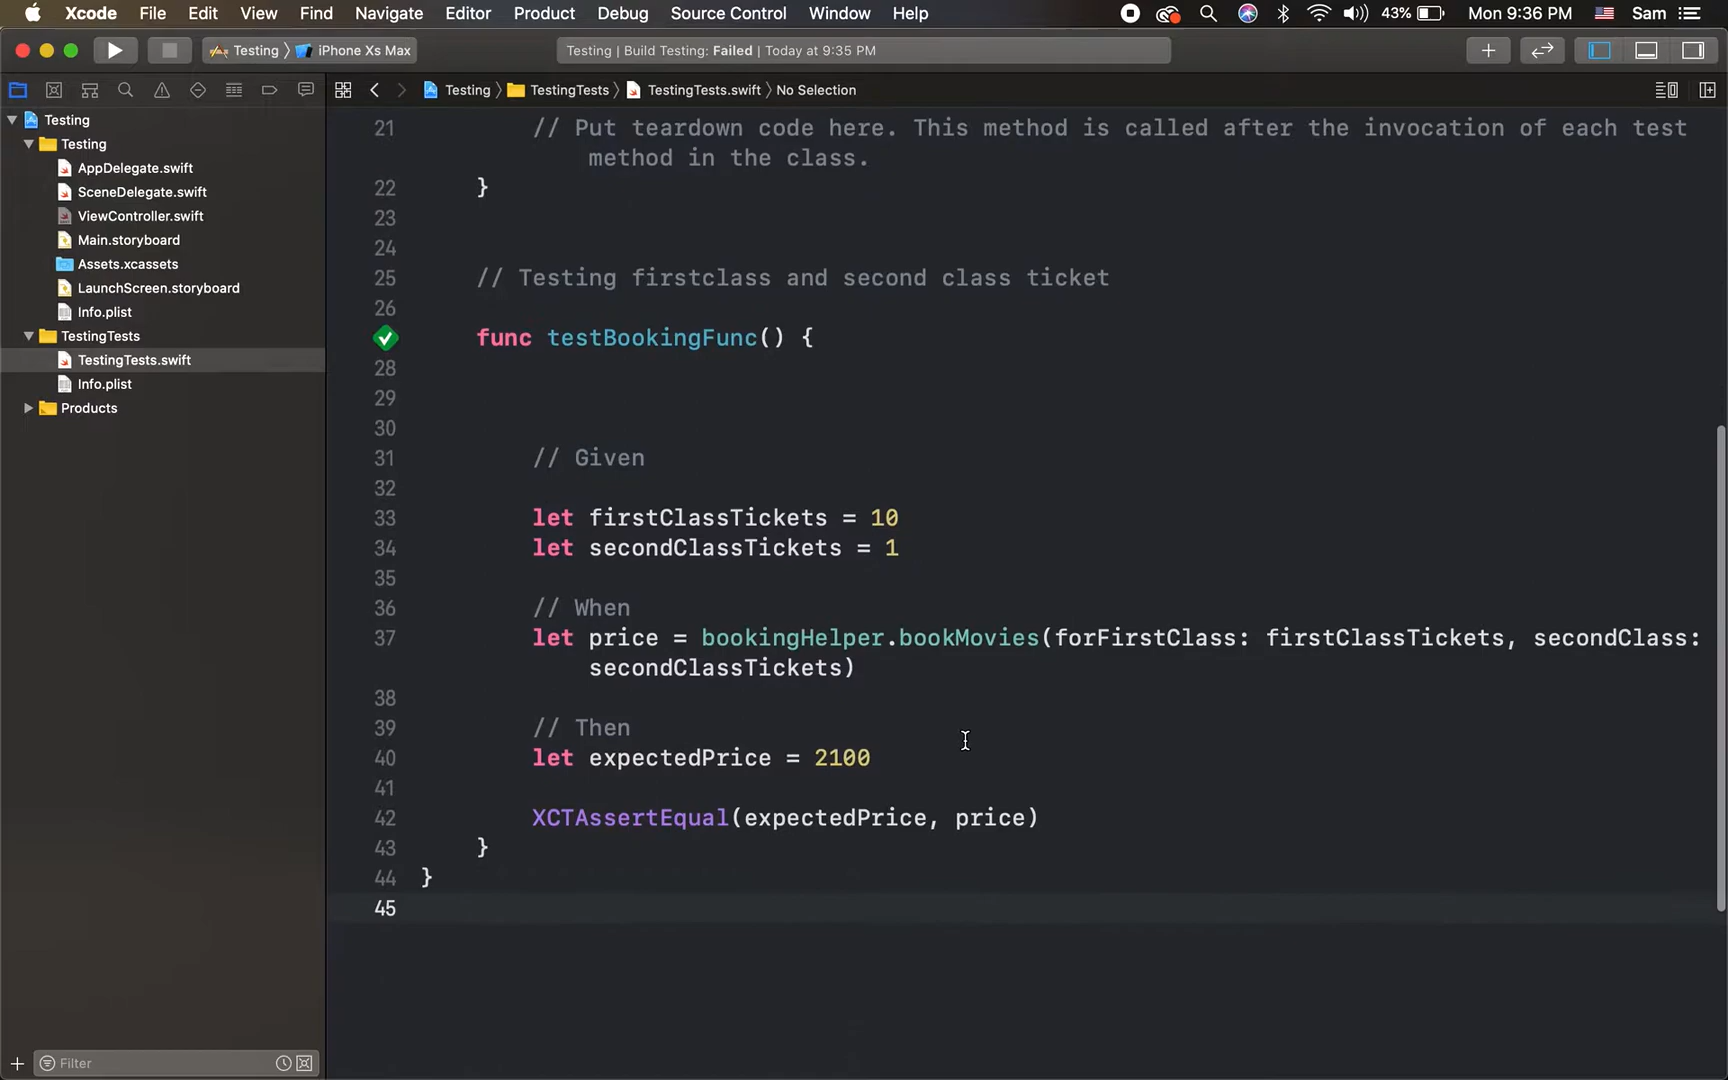 Xcode File Edit View Find Navigate Editor Product Debug Source Control Window Help 43% Mon 9:36 PM Sam
Testing iPhone Xs Max Testing | Build Testing: Failed | Today at 9:35 PM
Testing TestingTests TestingTests.swift No Selection
Testing
Testing
AppDelegate.swift
SceneDelegate.swift
ViewController.swift
Main.storyboard
Assets.xcassets
LaunchScreen.storyboard
Info.plist
TestingTests
TestingTests.swift
Info.plist
Products
Filter
21 // Put teardown code here. This method is called after the invocation of each test
method in the class.
22 }
23
24
25 // Testing firstclass and second class ticket
26
func testBookingFunc() {
28
29
30
31 // Given
32
33 let firstClassTickets = 10
34 let secondClassTickets = 1
35
36 // When
37 let price = bookingHelper.bookMovies(forFirstClass: firstClassTickets, secondClass:
secondClassTickets)
38
39 // Then
40 let expectedPrice = 2100
41
42 XCTAssertEqual(expectedPrice, price)
43 }
44 }
45